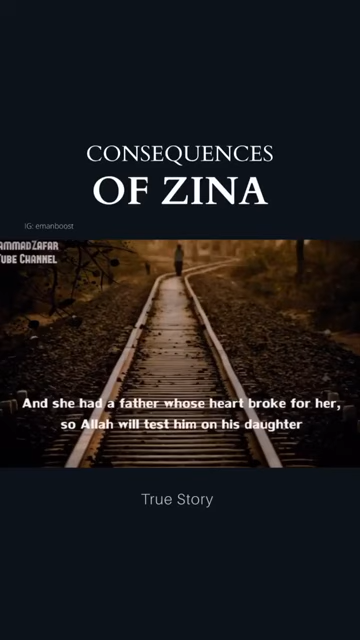 CONSEQUENCES
OF ZINA
IG: emanboost
AMMADZAFAR
TUBE CHANNEL
And she had a father whose heart broke for her,
so Allah will test him on his daughter
True Story